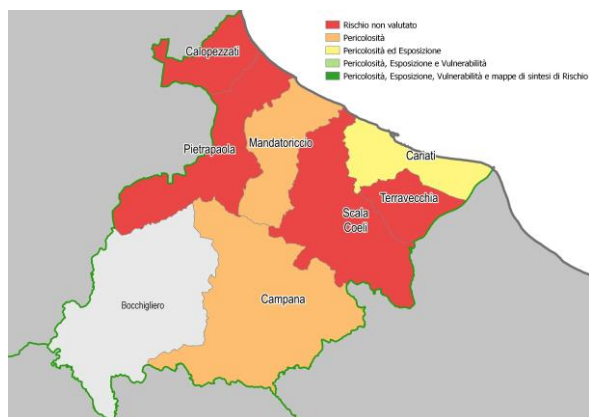 Rischio non valutato
Pericolosità
Pericolosità ed Esposizione
Pericolosità, Esposizione e Vulnerabilità
Pericolosità, Esposizione, Vulnerabilità e mappe di sintesi di Rischio
Calopezzati
Mandatoriccio
Pietrapaola
Cariati
Terravecchia
Scala
Coeli
Bocchigliero
Campana